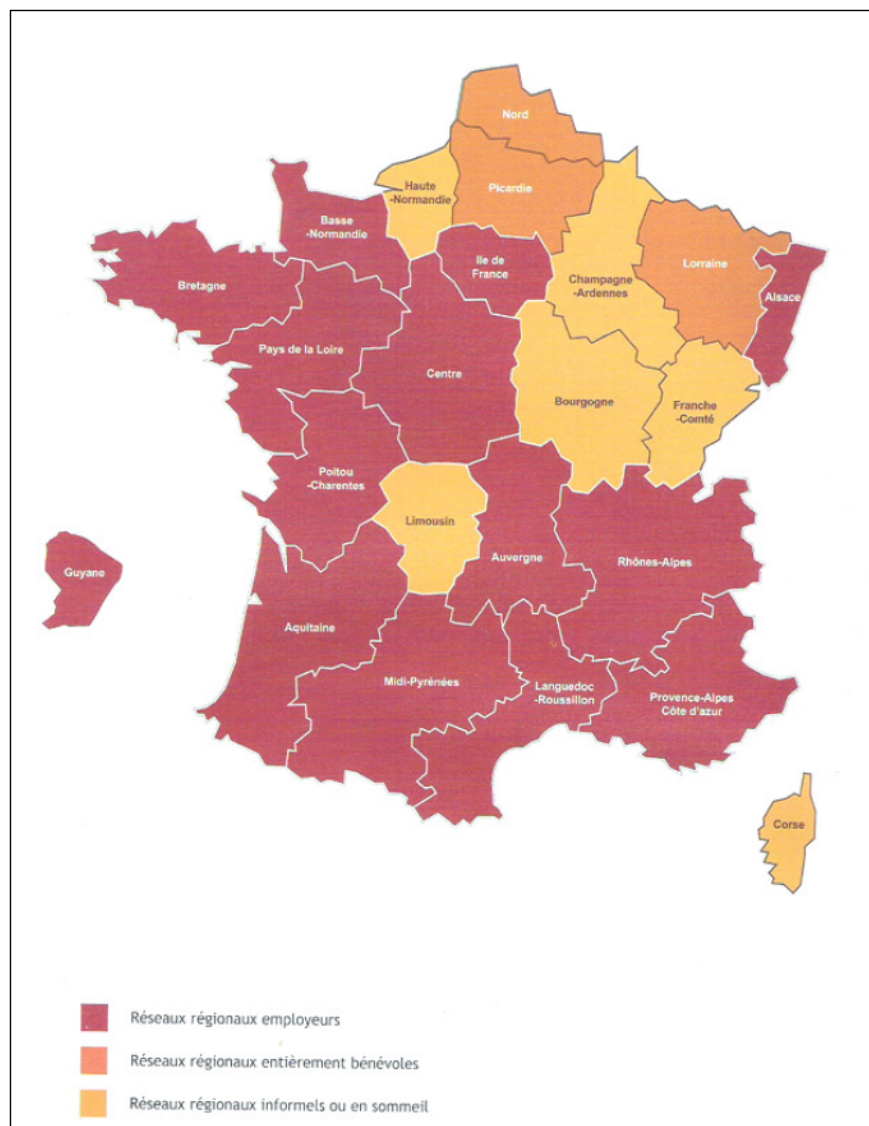 Nord
Haute
-Normandie
Picardie
Basse
-Normandie
Ile de
France
Champagne
-Ardennes
Lorraine
Alsace
Bretagne
Pays de la Loire
Centre
Bourgogne
Franche
-Comté
Poitou
-Charentes
Limousin
Auvergne
Rhônes-Alpes
Guyane
Aquitaine
Midi-Pyrénées
Languedoc
-Roussillon
Provence-Alpes
Côte d'azur
Corse
Réseaux régionaux employeurs
Réseaux régionaux entièrement bénévoles
Réseaux régionaux informels ou en sommeil